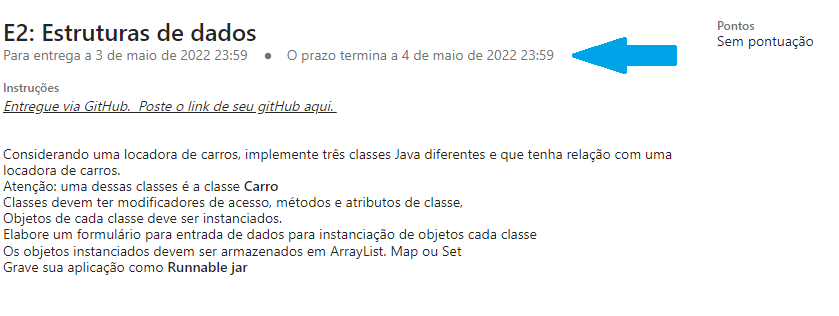 E2: Estruturas de dados
Para entrega a 3 de maio de 2022 23:59 • O prazo termina a 4 de maio de 2022 23:59
Pontos
Sem pontuação
Instruções
Entregue via GitHub. Poste o link de seu gitHub aqui.
Considerando uma locadora de carros, implemente três classes Java diferentes e que tenha relação com uma
locadora de carros.
Atenção: uma dessas classes é a classe Carro
Classes devem ter modificadores de acesso, métodos e atributos de classe,
Objetos de cada classe deve ser instanciados.
Elabore um formulário para entrada de dados para instanciação de objetos cada classe
Os objetos instanciados devem ser armazenados em ArrayList. Map ou Set
Grave sua aplicação como Runnable jar